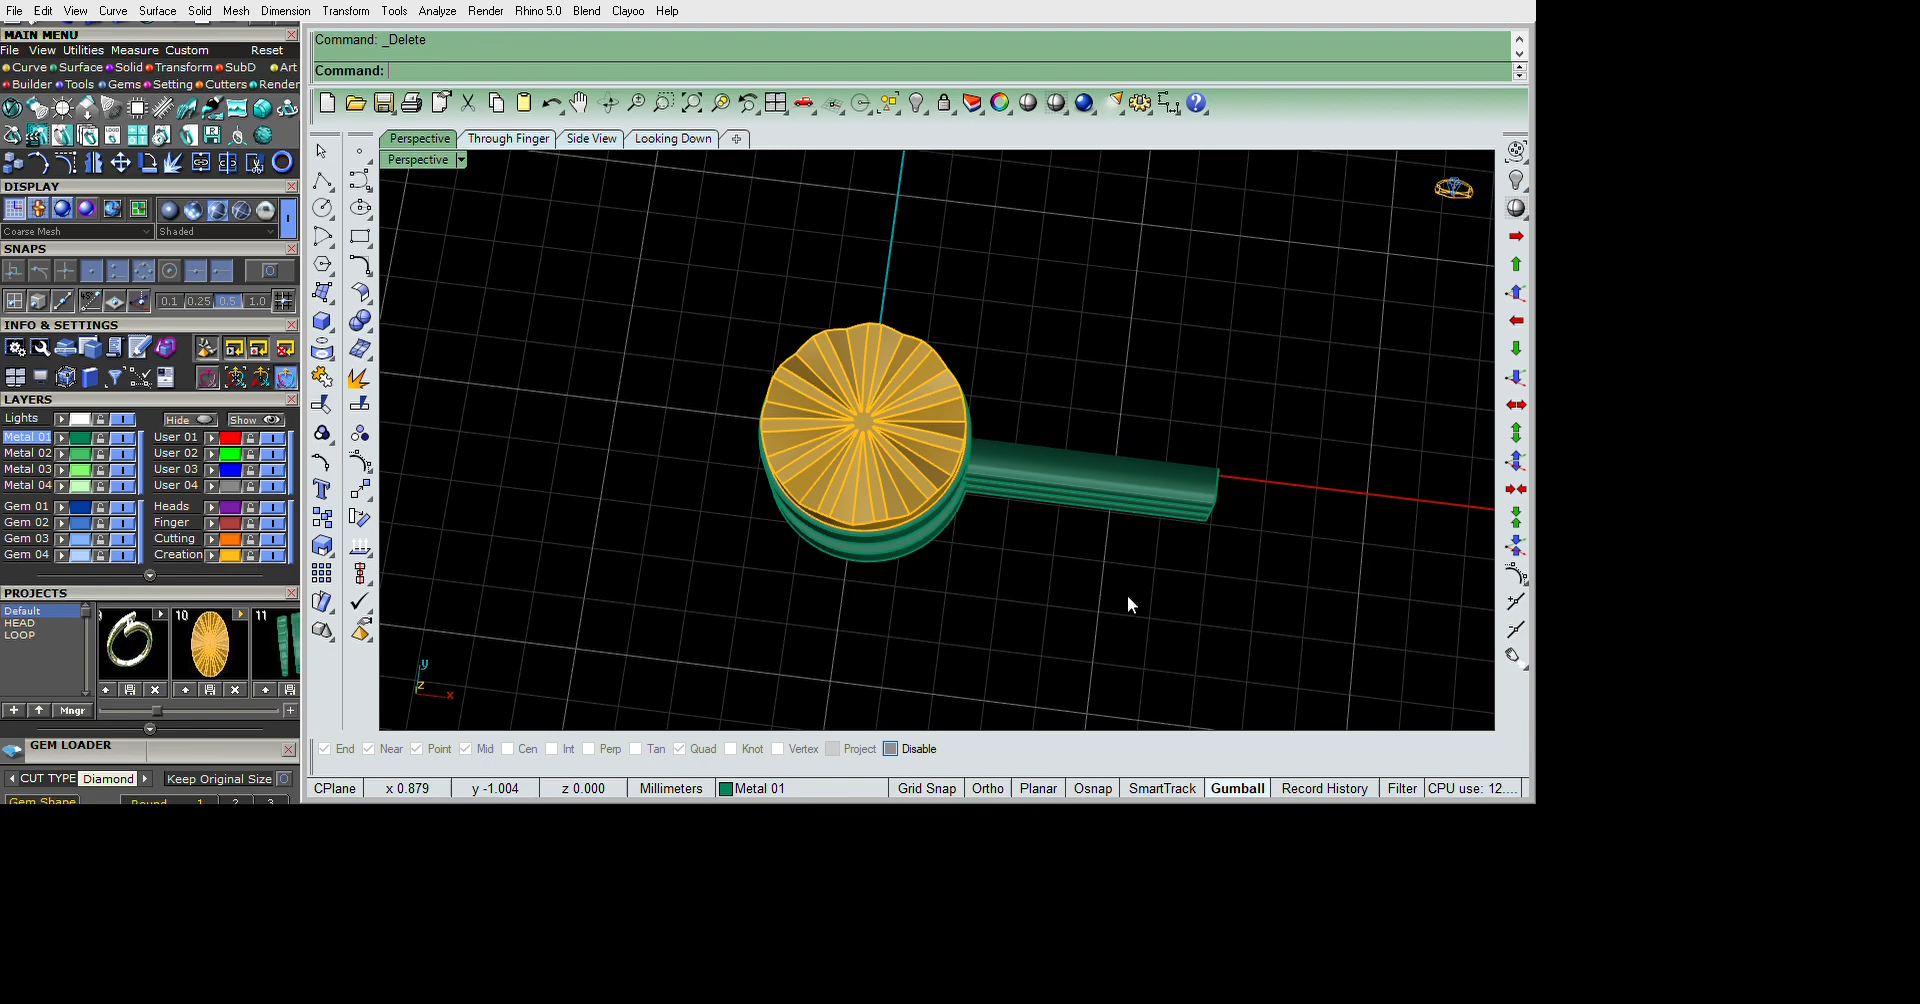 File Edit View Curve Surface Solid Mesh Dimension Transform Tools Analyze Render Rhino 5.0 Blend Clayoo Help
MAIN MENU
File View Utilities Measure Custom Reset
Curve Surface Solid Transform SubD Art
Builder Tools Gems Setting Cutters Render
DISPLAY
Coarse Mesh Shaded
SNAPS
0.1 0.25 0.5 1.0
INFO & SETTINGS
LAYERS
Lights Hide Show
Metal 01 User 01
Metal 02 User 02
Metal 03 User 03
Metal 04 User 04
Gem 01 Heads
Gem 02 Finger
Gem 03 Cutting
Gem 04 Creation
PROJECTS
Default
HEAD
LOOP
10 11
Mngr
GEM LOADER
CUT TYPE Diamond Keep Original Size
Gem Shape Round 1 2 3
Command: _Delete
Command:
Perspective Through Finger Side View Looking Down
Perspective
y
z
x
End Near Point Mid Cen Int Perp Tan Quad Knot Vertex Project Disable
CPlane x 0.879 y -1.004 z 0.000 Millimeters Metal 01 Grid Snap Ortho Planar Osnap SmartTrack Gumball Record History Filter CPU use: 12....